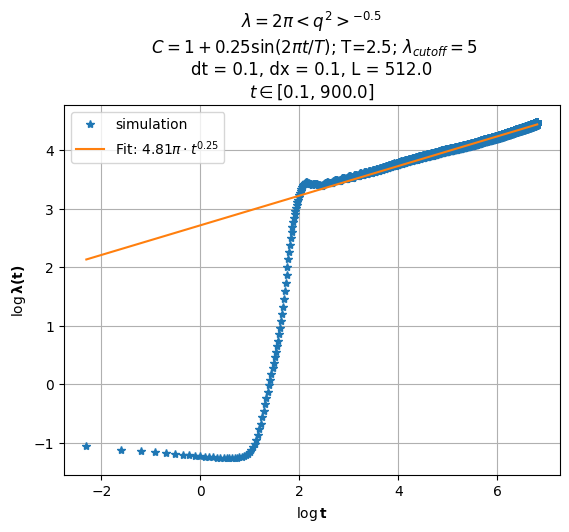 λ = 2π < q² >^{−0.5}
C = 1 + 0.25sin(2πt/T); T=2.5; λ_{cutoff} = 5
dt = 0.1, dx = 0.1, L = 512.0
t ∈ [0.1, 900.0]
simulation
Fit: 4.81π · t^{0.25}
log λ(t)
4
3
2
1
0
−1
−2
0
2
4
6
log t